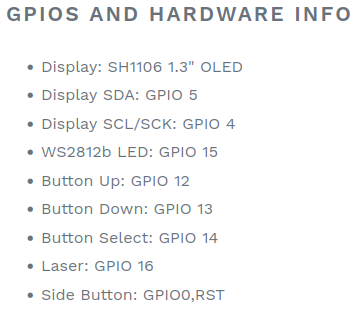 GPIOS AND HARDWARE INFO
• Display: SH1106 1.3" OLED
• Display SDA: GPIO 5
• Display SCL/SCK: GPIO 4
• WS2812b LED: GPIO 15
• Button Up: GPIO 12
• Button Down: GPIO 13
• Button Select: GPIO 14
• Laser: GPIO 16
• Side Button: GPIO0,RST